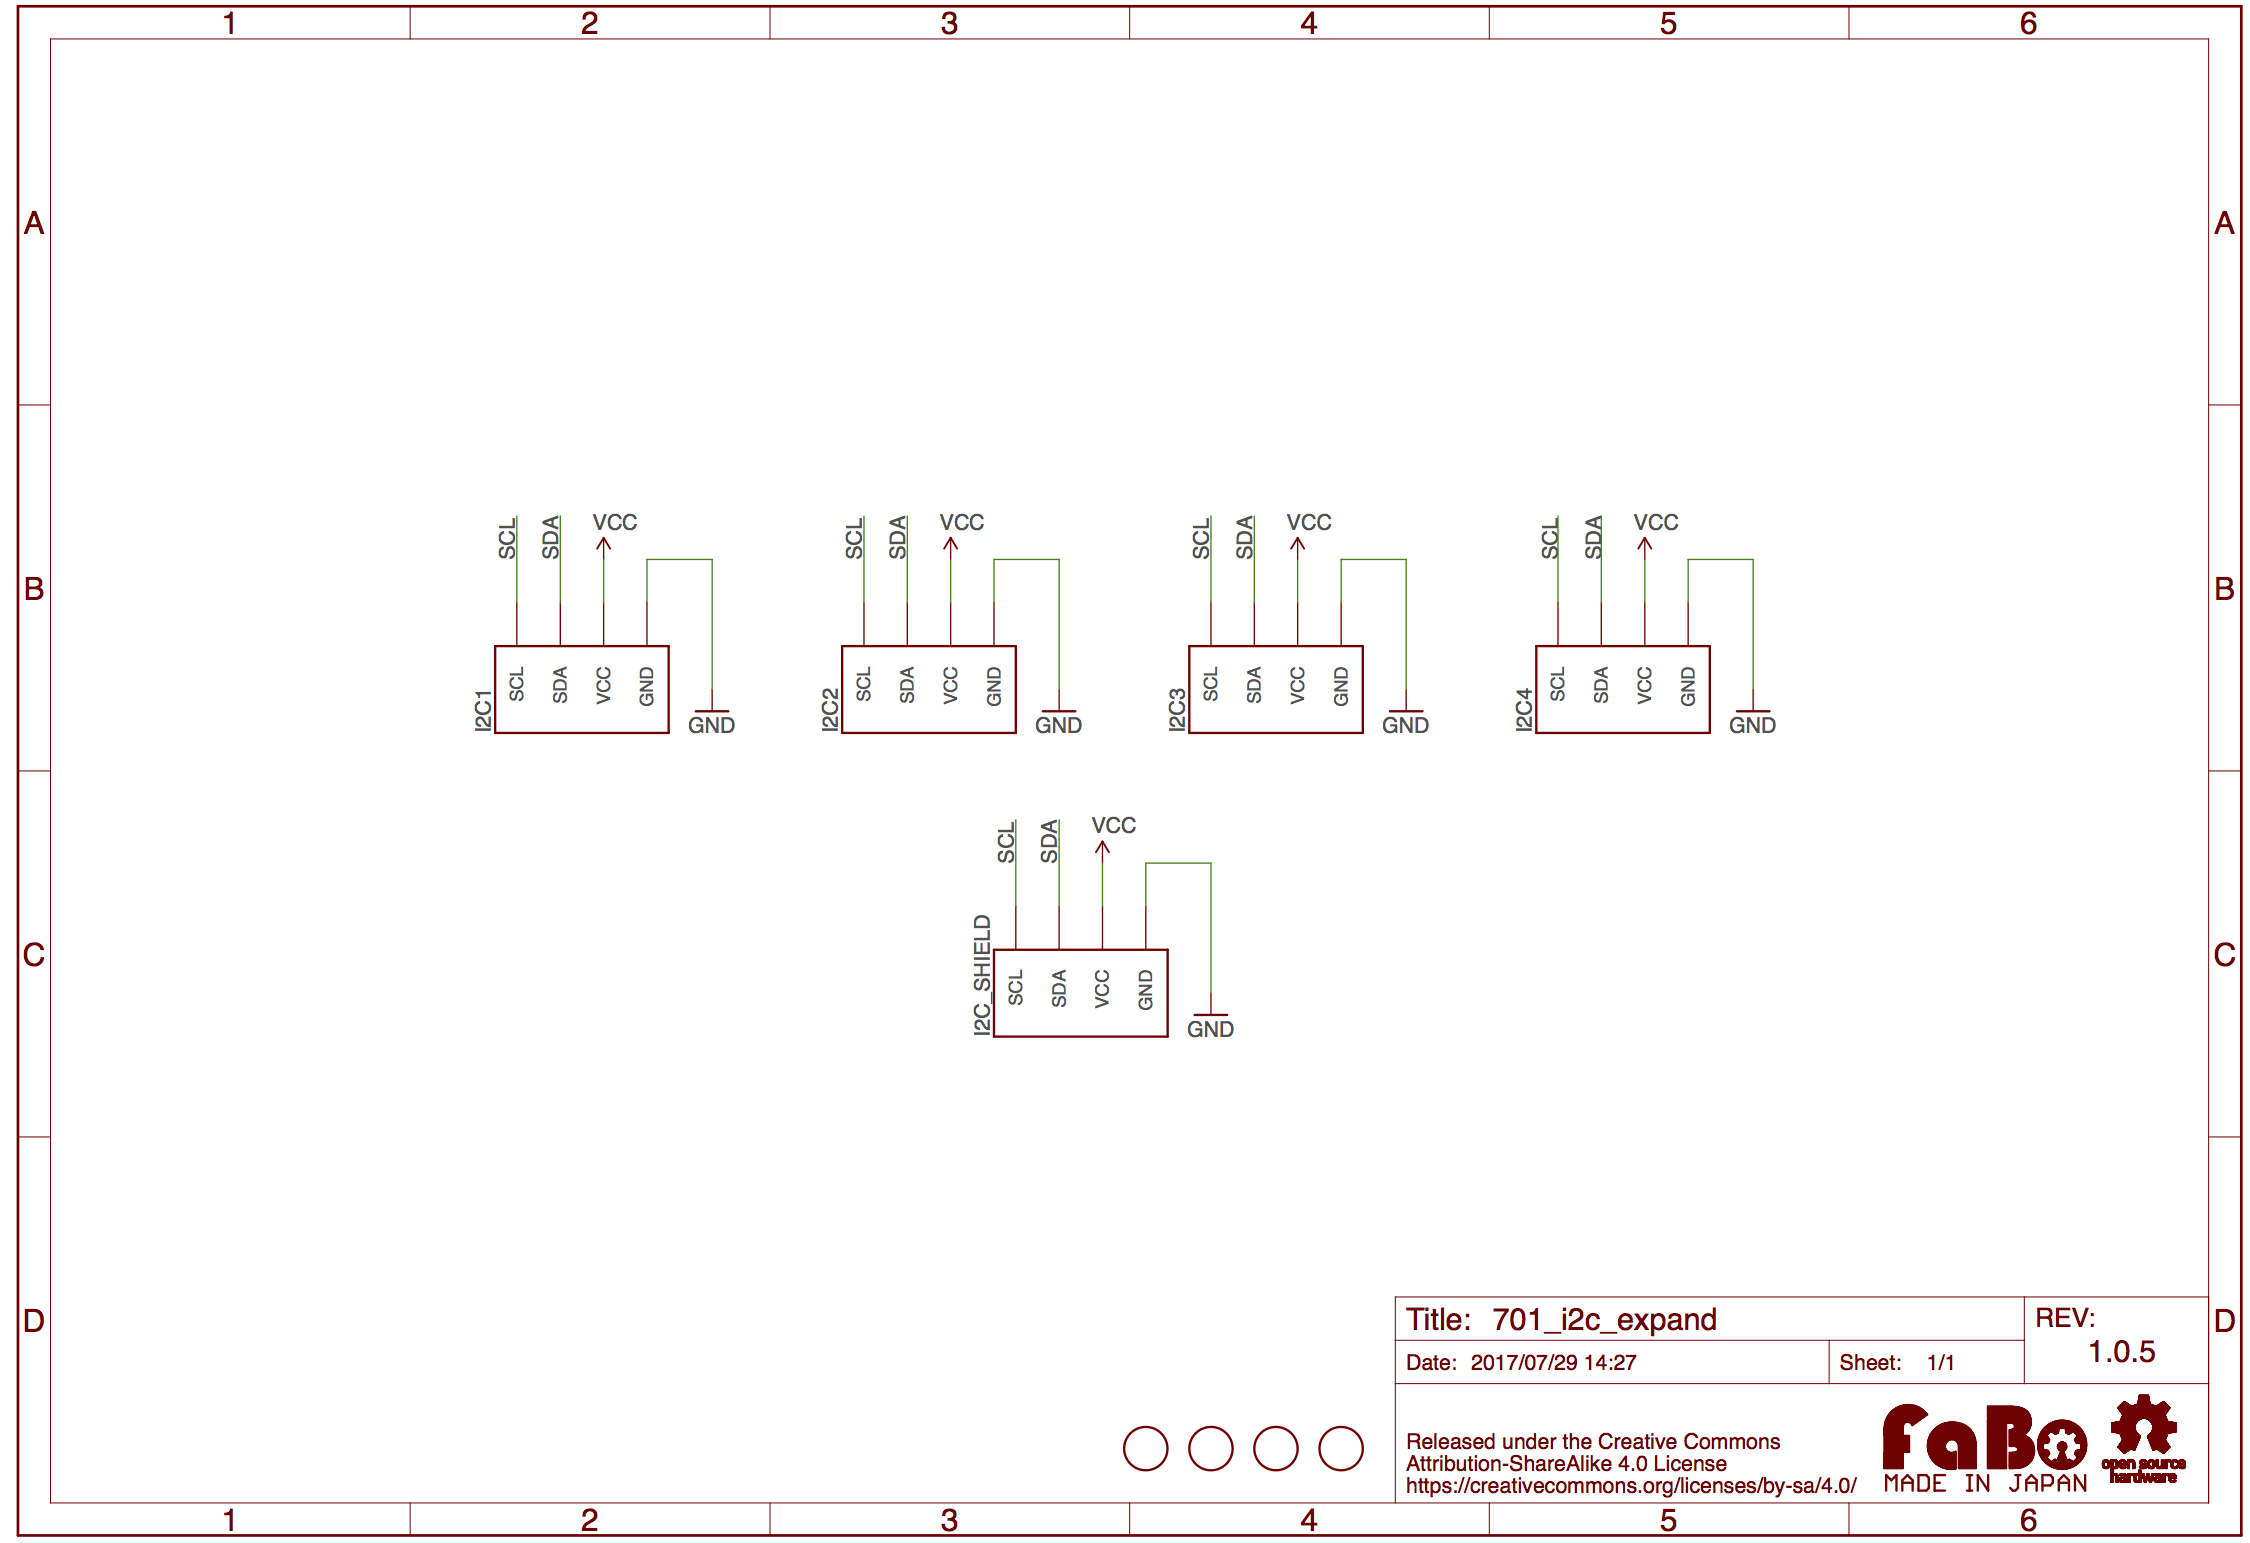 1 2 3 4 5 6
A A
SCL SDA VCC SCL SDA VCC SCL SDA VCC SCL SDA VCC
B B
I2C1 SCL SDA VCC GND GND I2C2 SCL SDA VCC GND GND I2C3 SCL SDA VCC GND GND I2C4 SCL SDA VCC GND GND
SCL SDA VCC
C C
I2C_SHIELD SCL SDA VCC GND GND
D D
Title: 701_i2c_expand
REV:
1.0.5
Date: 2017/07/29 14:27
Sheet: 1/1
Released under the Creative Commons
Attribution-ShareAlike 4.0 License
https://creativecommons.org/licenses/by-sa/4.0/
FaBo
MADE IN JAPAN
open source
hardware
1 2 3 4 5 6